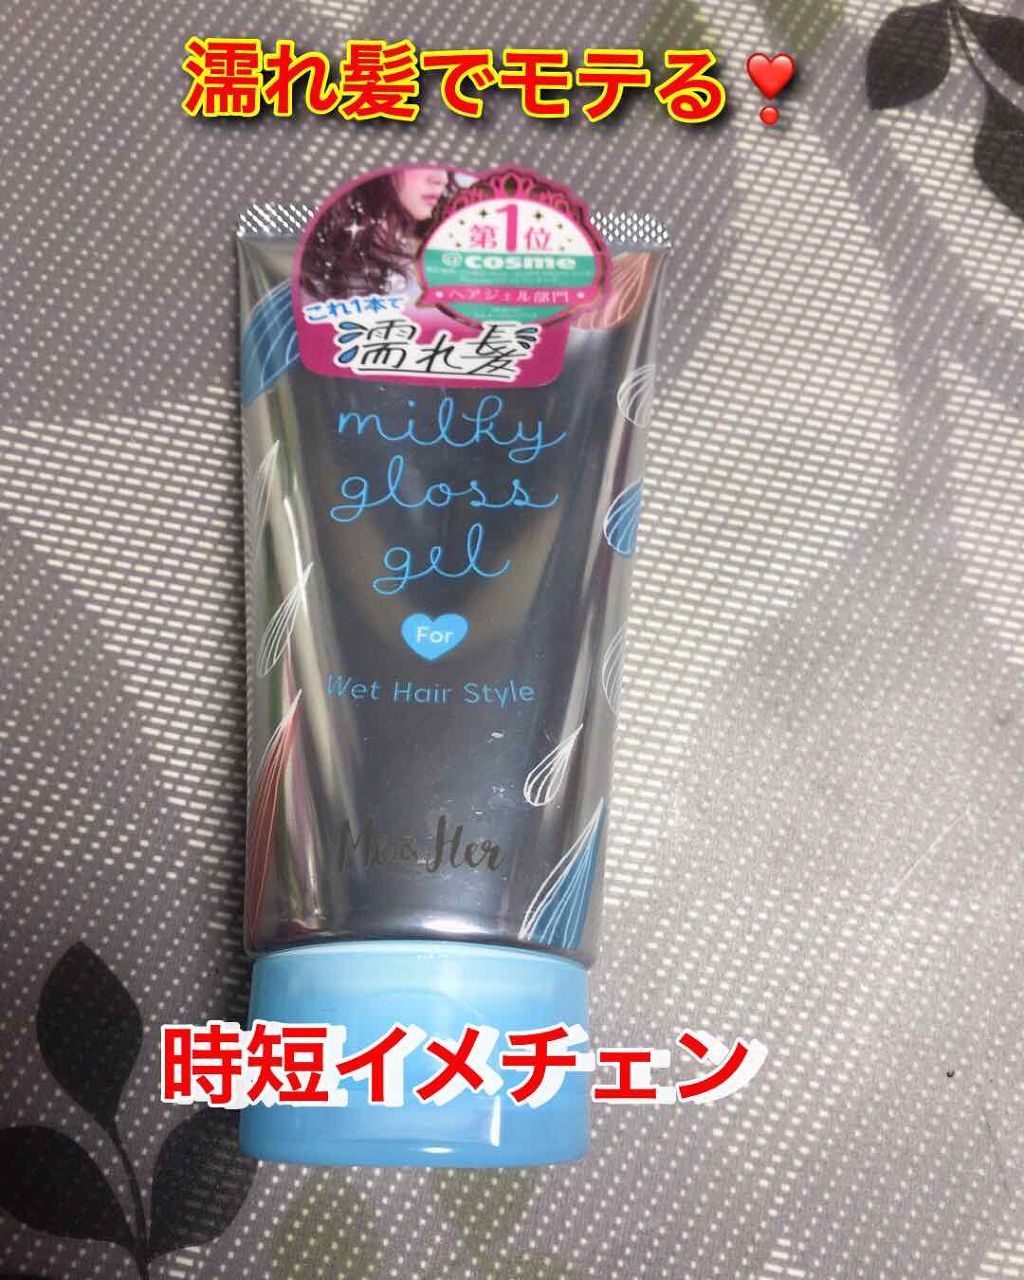 濡れ髪でモテる❣
第1位
@cosme
・ヘアジェル部門・
これ1本で
濡れ髪
milky
gloss
gel
For
Wet Hair Style
Me & Her
時短イメチェン